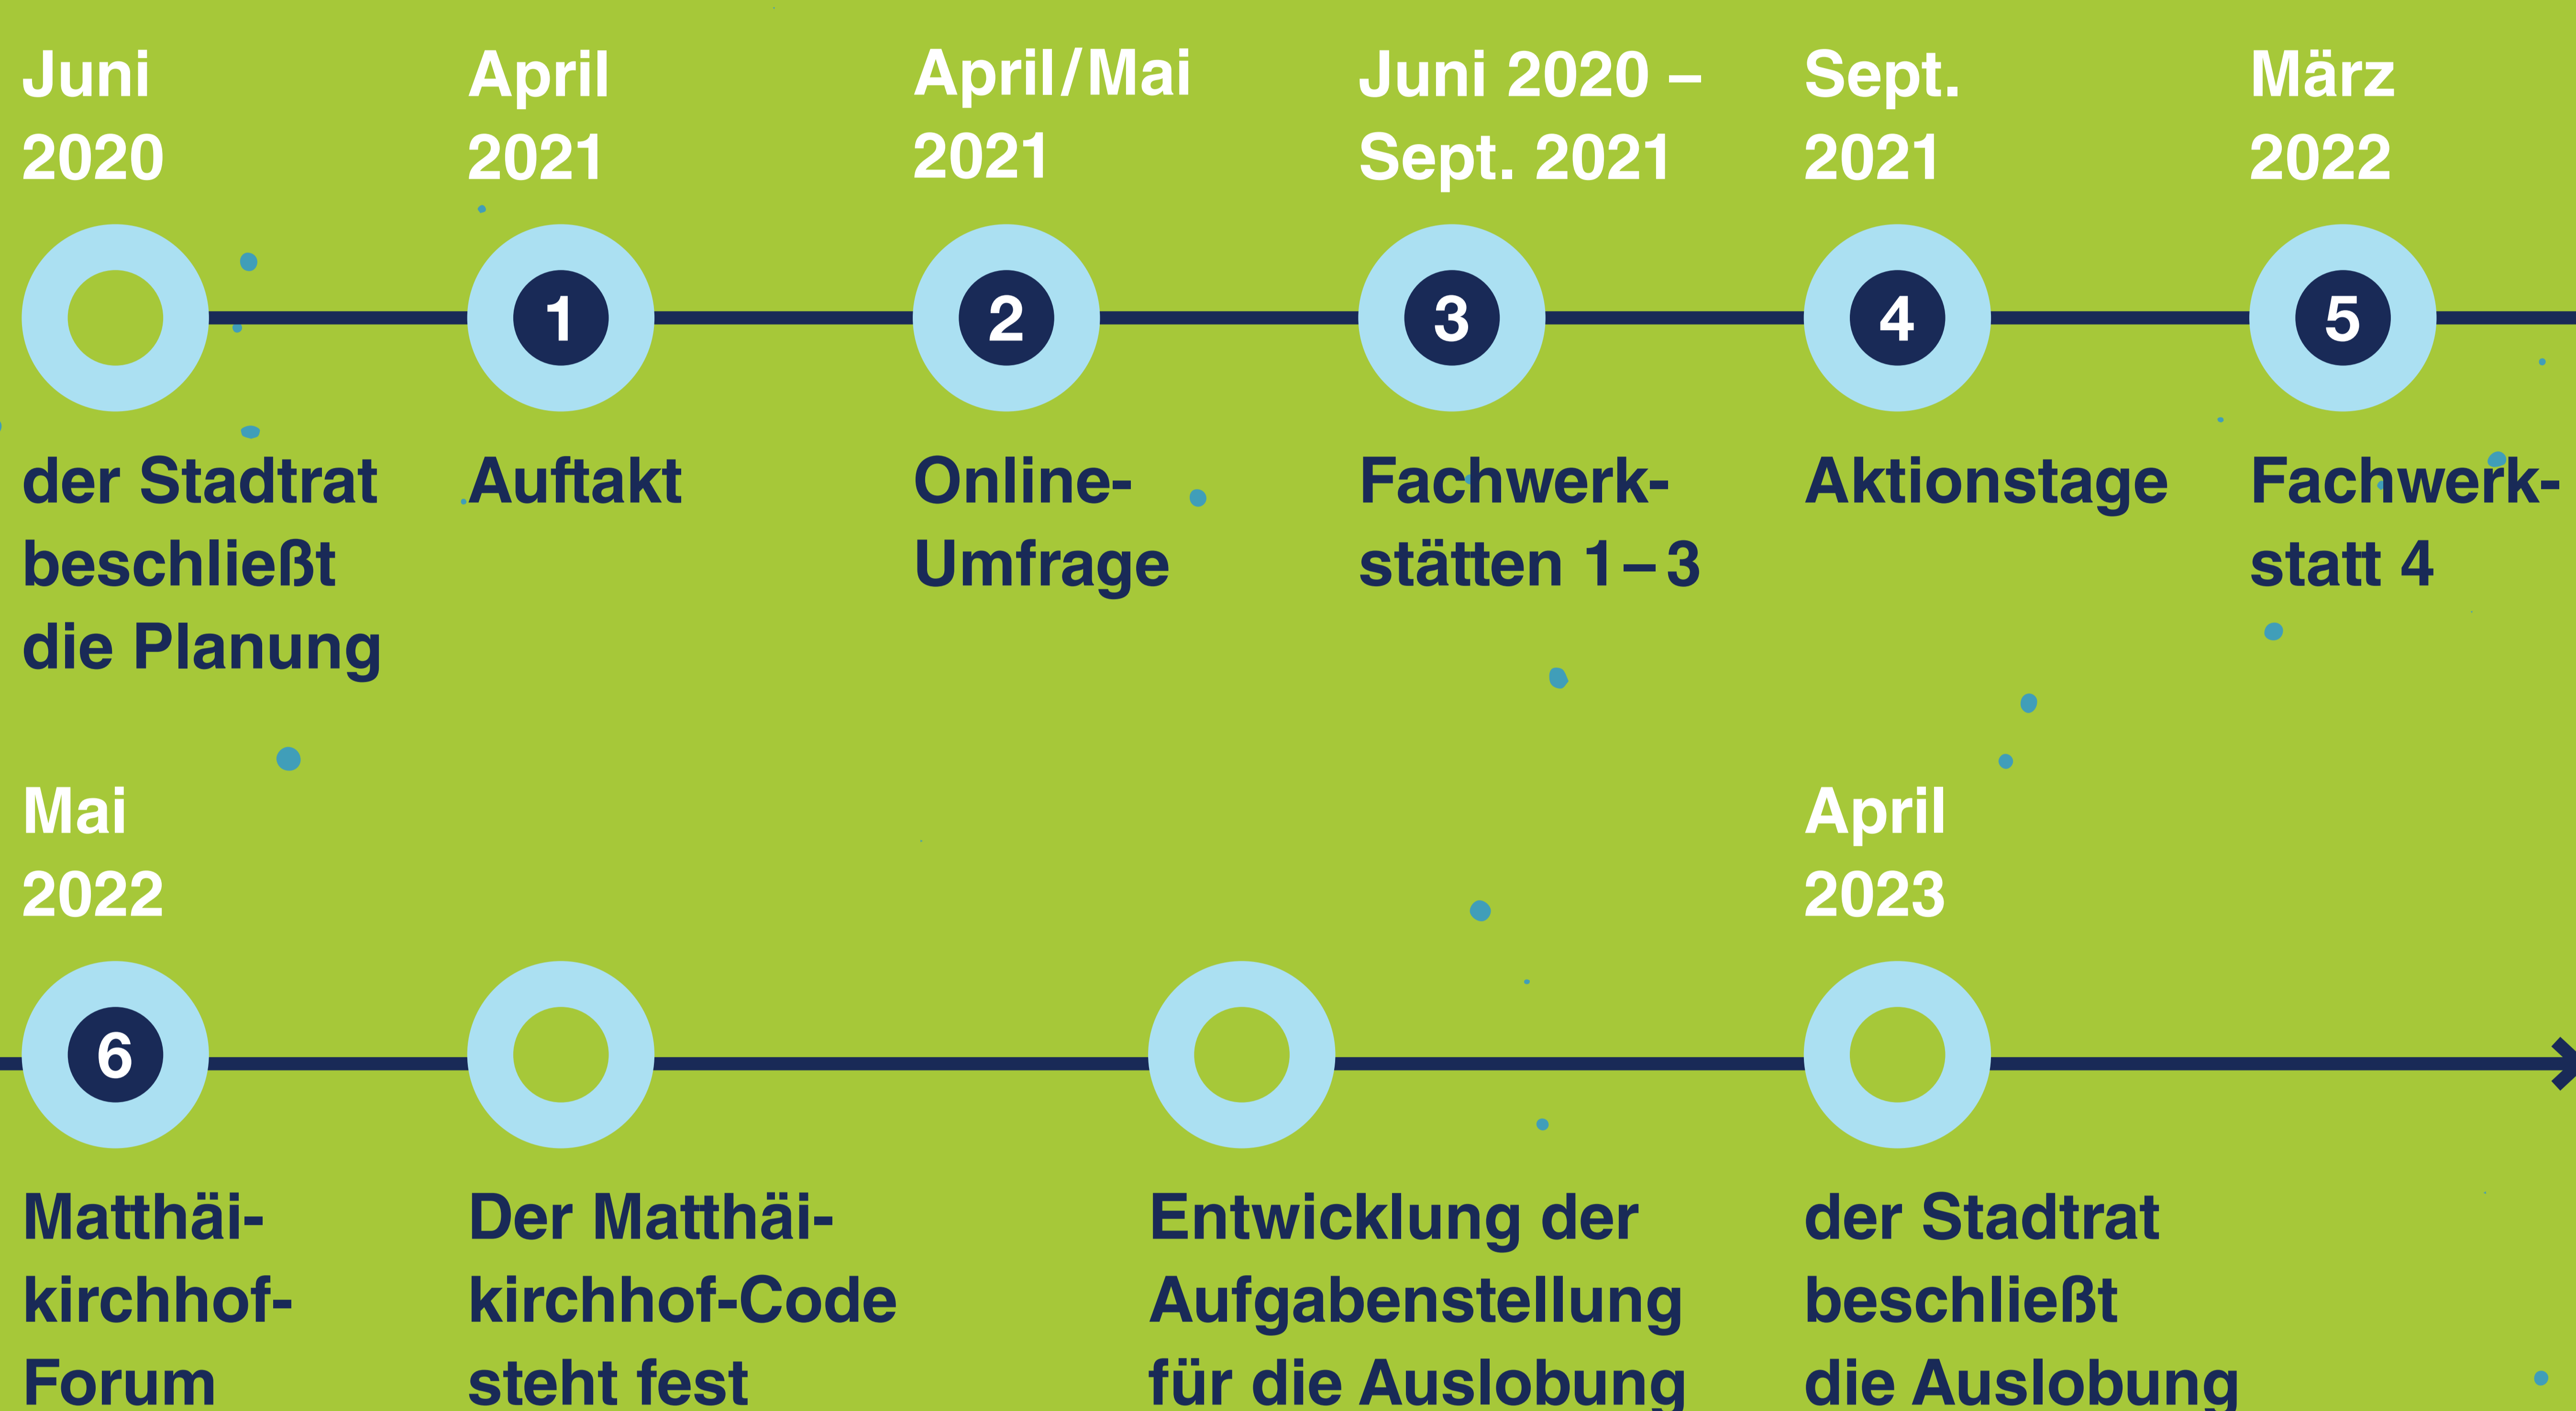 Juni
2020
April
2021
April/Mai
2021
Juni 2020 –
Sept. 2021
Sept.
2021
März
2022
1
2
3
4
5
der Stadtrat
beschließt
die Planung
Auftakt
Online-
Umfrage
Fachwerk-
stätten 1–3
Aktionstage
Fachwerk-
statt 4
Mai
2022
April
2023
6
Matthäi-
kirchhof-
Forum
Der Matthäi-
kirchhof-Code
steht fest
Entwicklung der
Aufgabenstellung
für die Auslobung
der Stadtrat
beschließt
die Auslobung